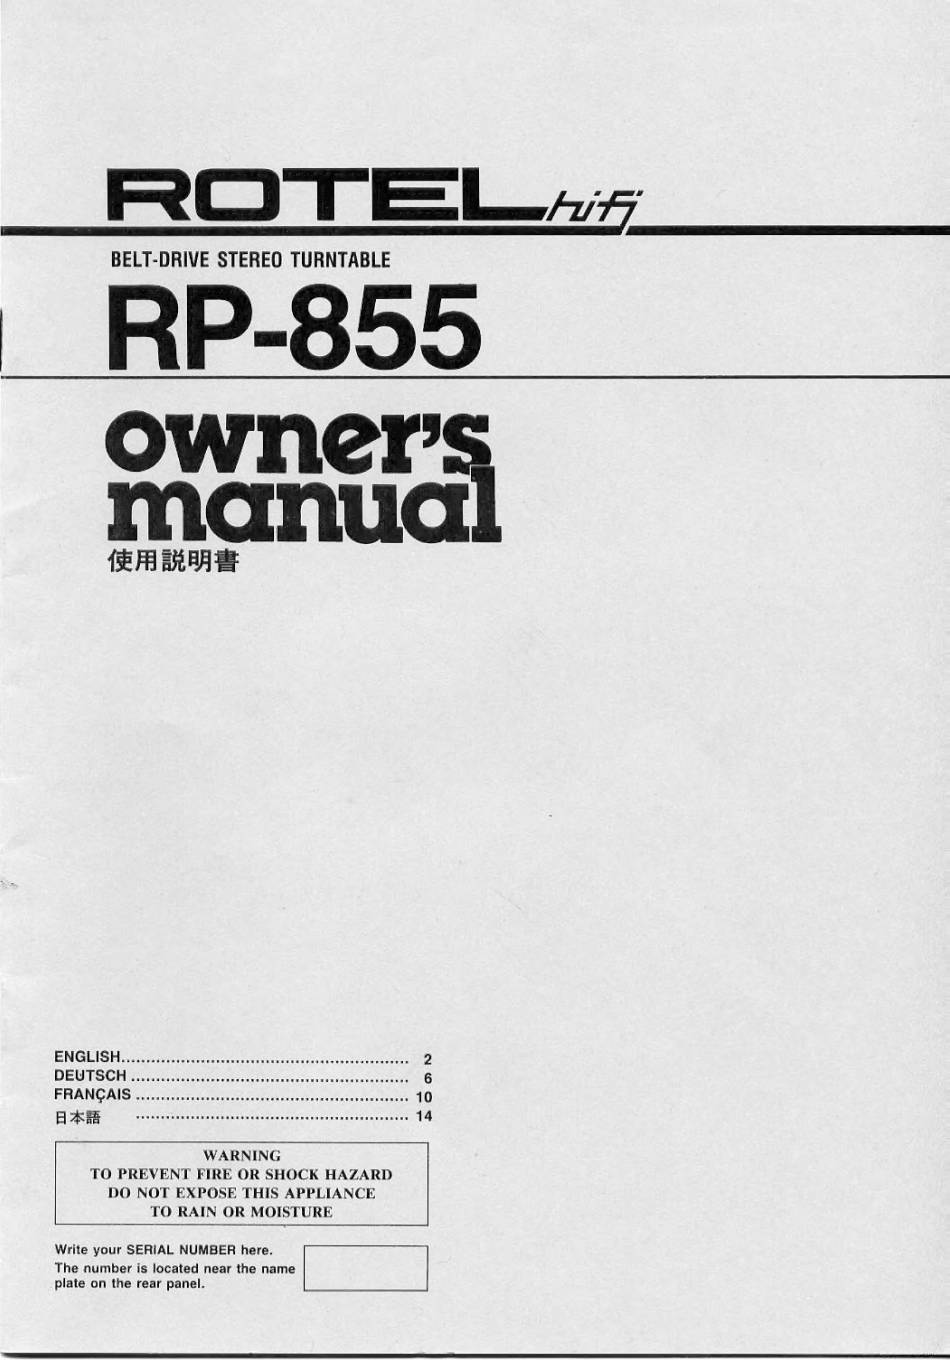 ROTEL hi-fi
BELT-DRIVE STEREO TURNTABLE
RP-855
owner's
manual
使用説明書
ENGLISH........................................................ 2
DEUTSCH ...................................................... 6
FRANÇAIS ..................................................... 10
日本語 ..................................................... 14
WARNING
TO PREVENT FIRE OR SHOCK HAZARD
DO NOT EXPOSE THIS APPLIANCE
TO RAIN OR MOISTURE
Write your SERIAL NUMBER here.
The number is located near the name
plate on the rear panel.